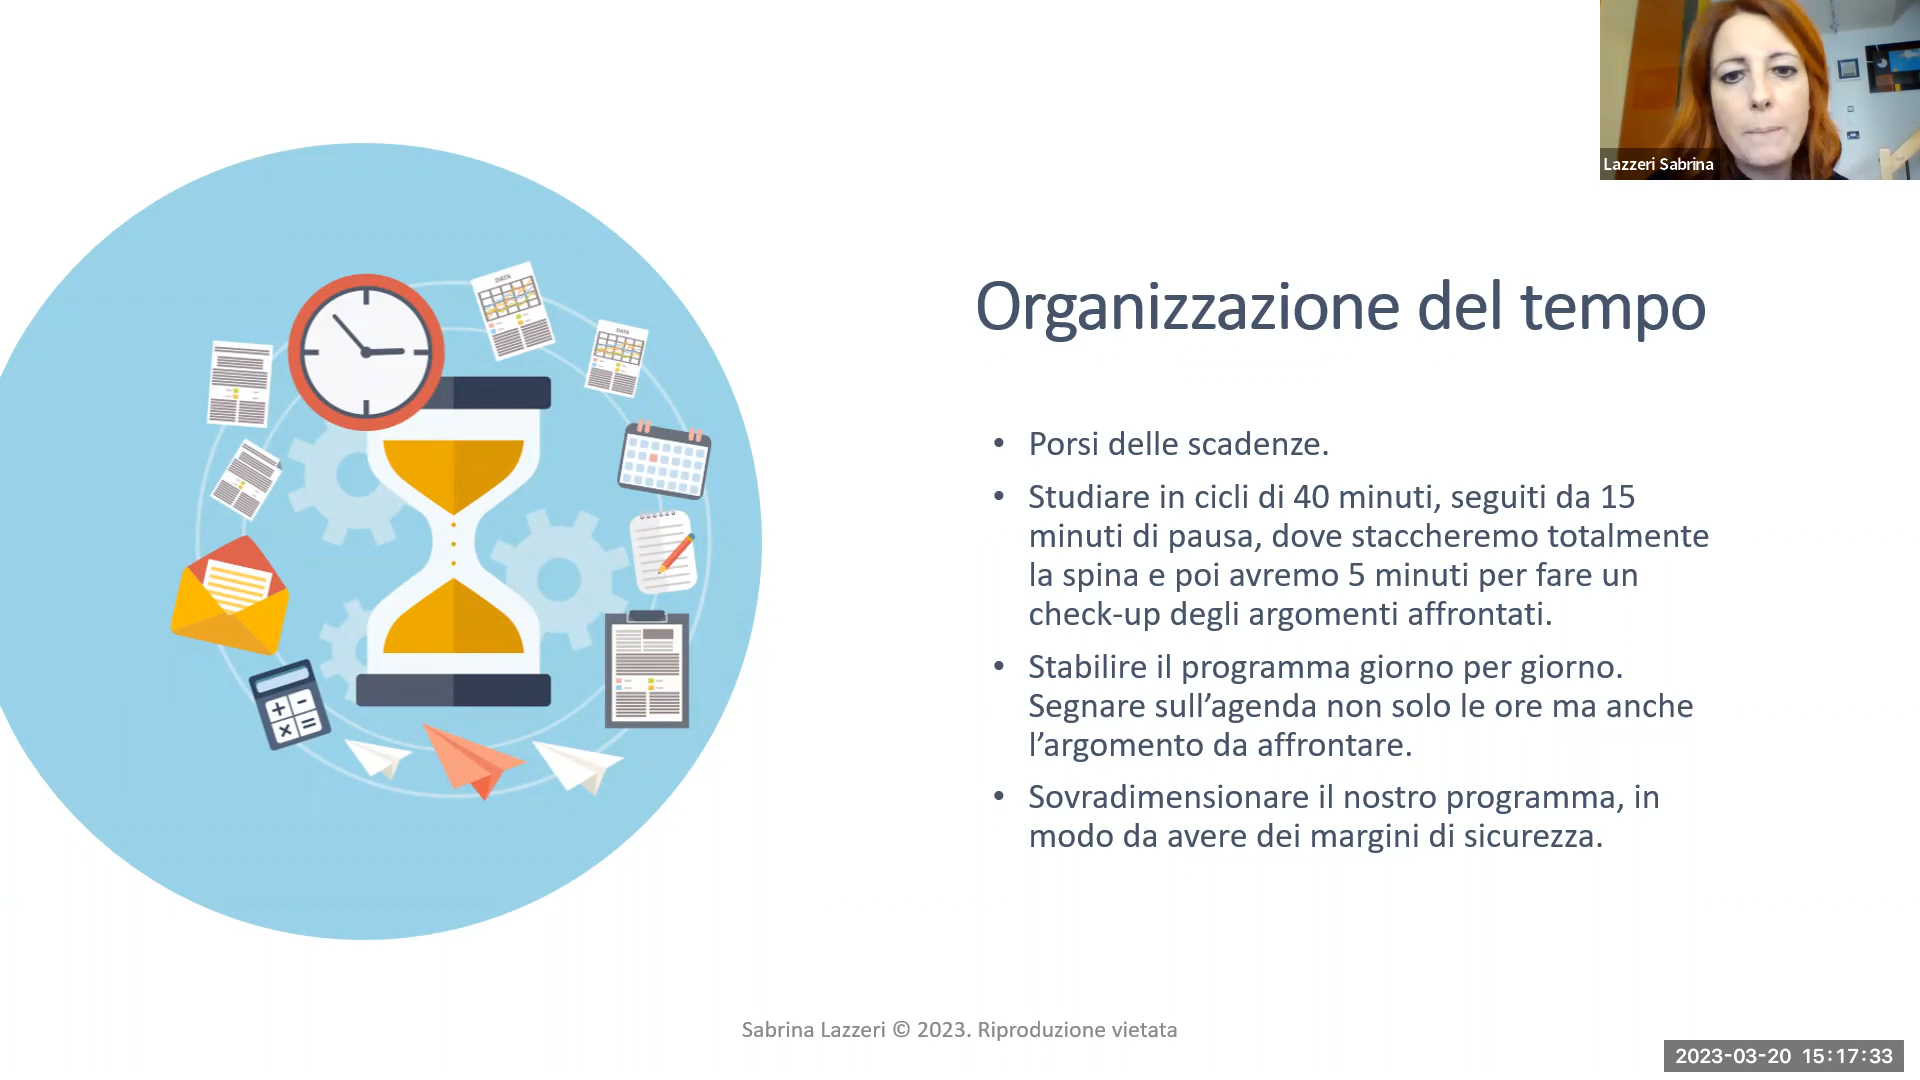 Lazzeri Sabrina
DATA
DATA
Organizzazione del tempo
• Porsi delle scadenze.
• Studiare in cicli di 40 minuti, seguiti da 15
minuti di pausa, dove staccheremo totalmente
la spina e poi avremo 5 minuti per fare un
check-up degli argomenti affrontati.
• Stabilire il programma giorno per giorno.
Segnare sull’agenda non solo le ore ma anche
l’argomento da affrontare.
• Sovradimensionare il nostro programma, in
modo da avere dei margini di sicurezza.
Sabrina Lazzeri © 2023. Riproduzione vietata
2023-03-20 15:17:33